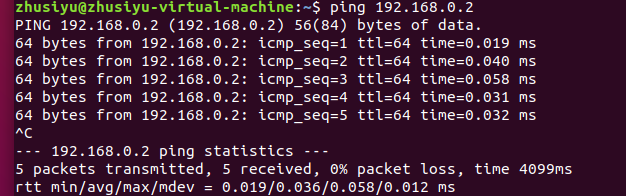 zhusiyu@zhusiyu-virtual-machine:~$ ping 192.168.0.2
PING 192.168.0.2 (192.168.0.2) 56(84) bytes of data.
64 bytes from 192.168.0.2: icmp_seq=1 ttl=64 time=0.019 ms
64 bytes from 192.168.0.2: icmp_seq=2 ttl=64 time=0.040 ms
64 bytes from 192.168.0.2: icmp_seq=3 ttl=64 time=0.058 ms
64 bytes from 192.168.0.2: icmp_seq=4 ttl=64 time=0.031 ms
64 bytes from 192.168.0.2: icmp_seq=5 ttl=64 time=0.032 ms
^C
--- 192.168.0.2 ping statistics ---
5 packets transmitted, 5 received, 0% packet loss, time 4099ms
rtt min/avg/max/mdev = 0.019/0.036/0.058/0.012 ms